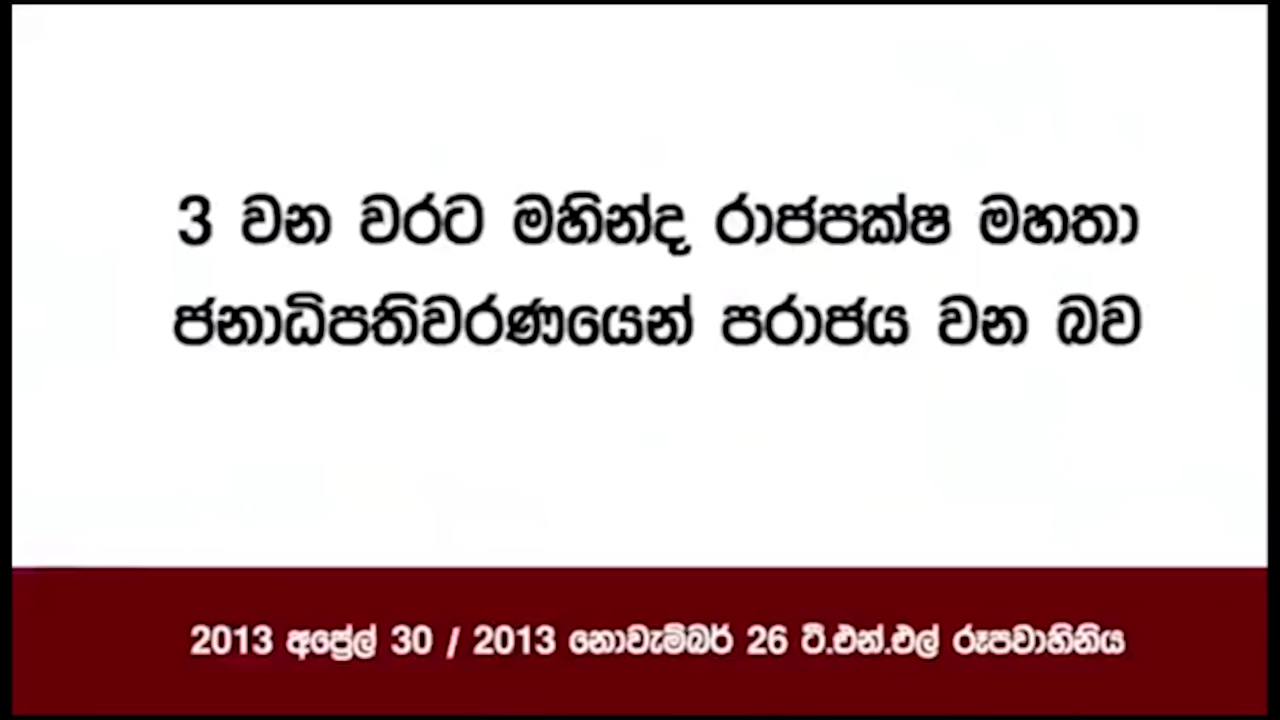 3 වන වරට මහින්ද රාජපක්ෂ මහතා
ජනාධිපතිවරණයෙන් පරාජය වන බව
2013 අප්‍රේල් 30 / 2013 නොවැම්බර් 26 ටී.එන්.එල් රූපවාහිනිය